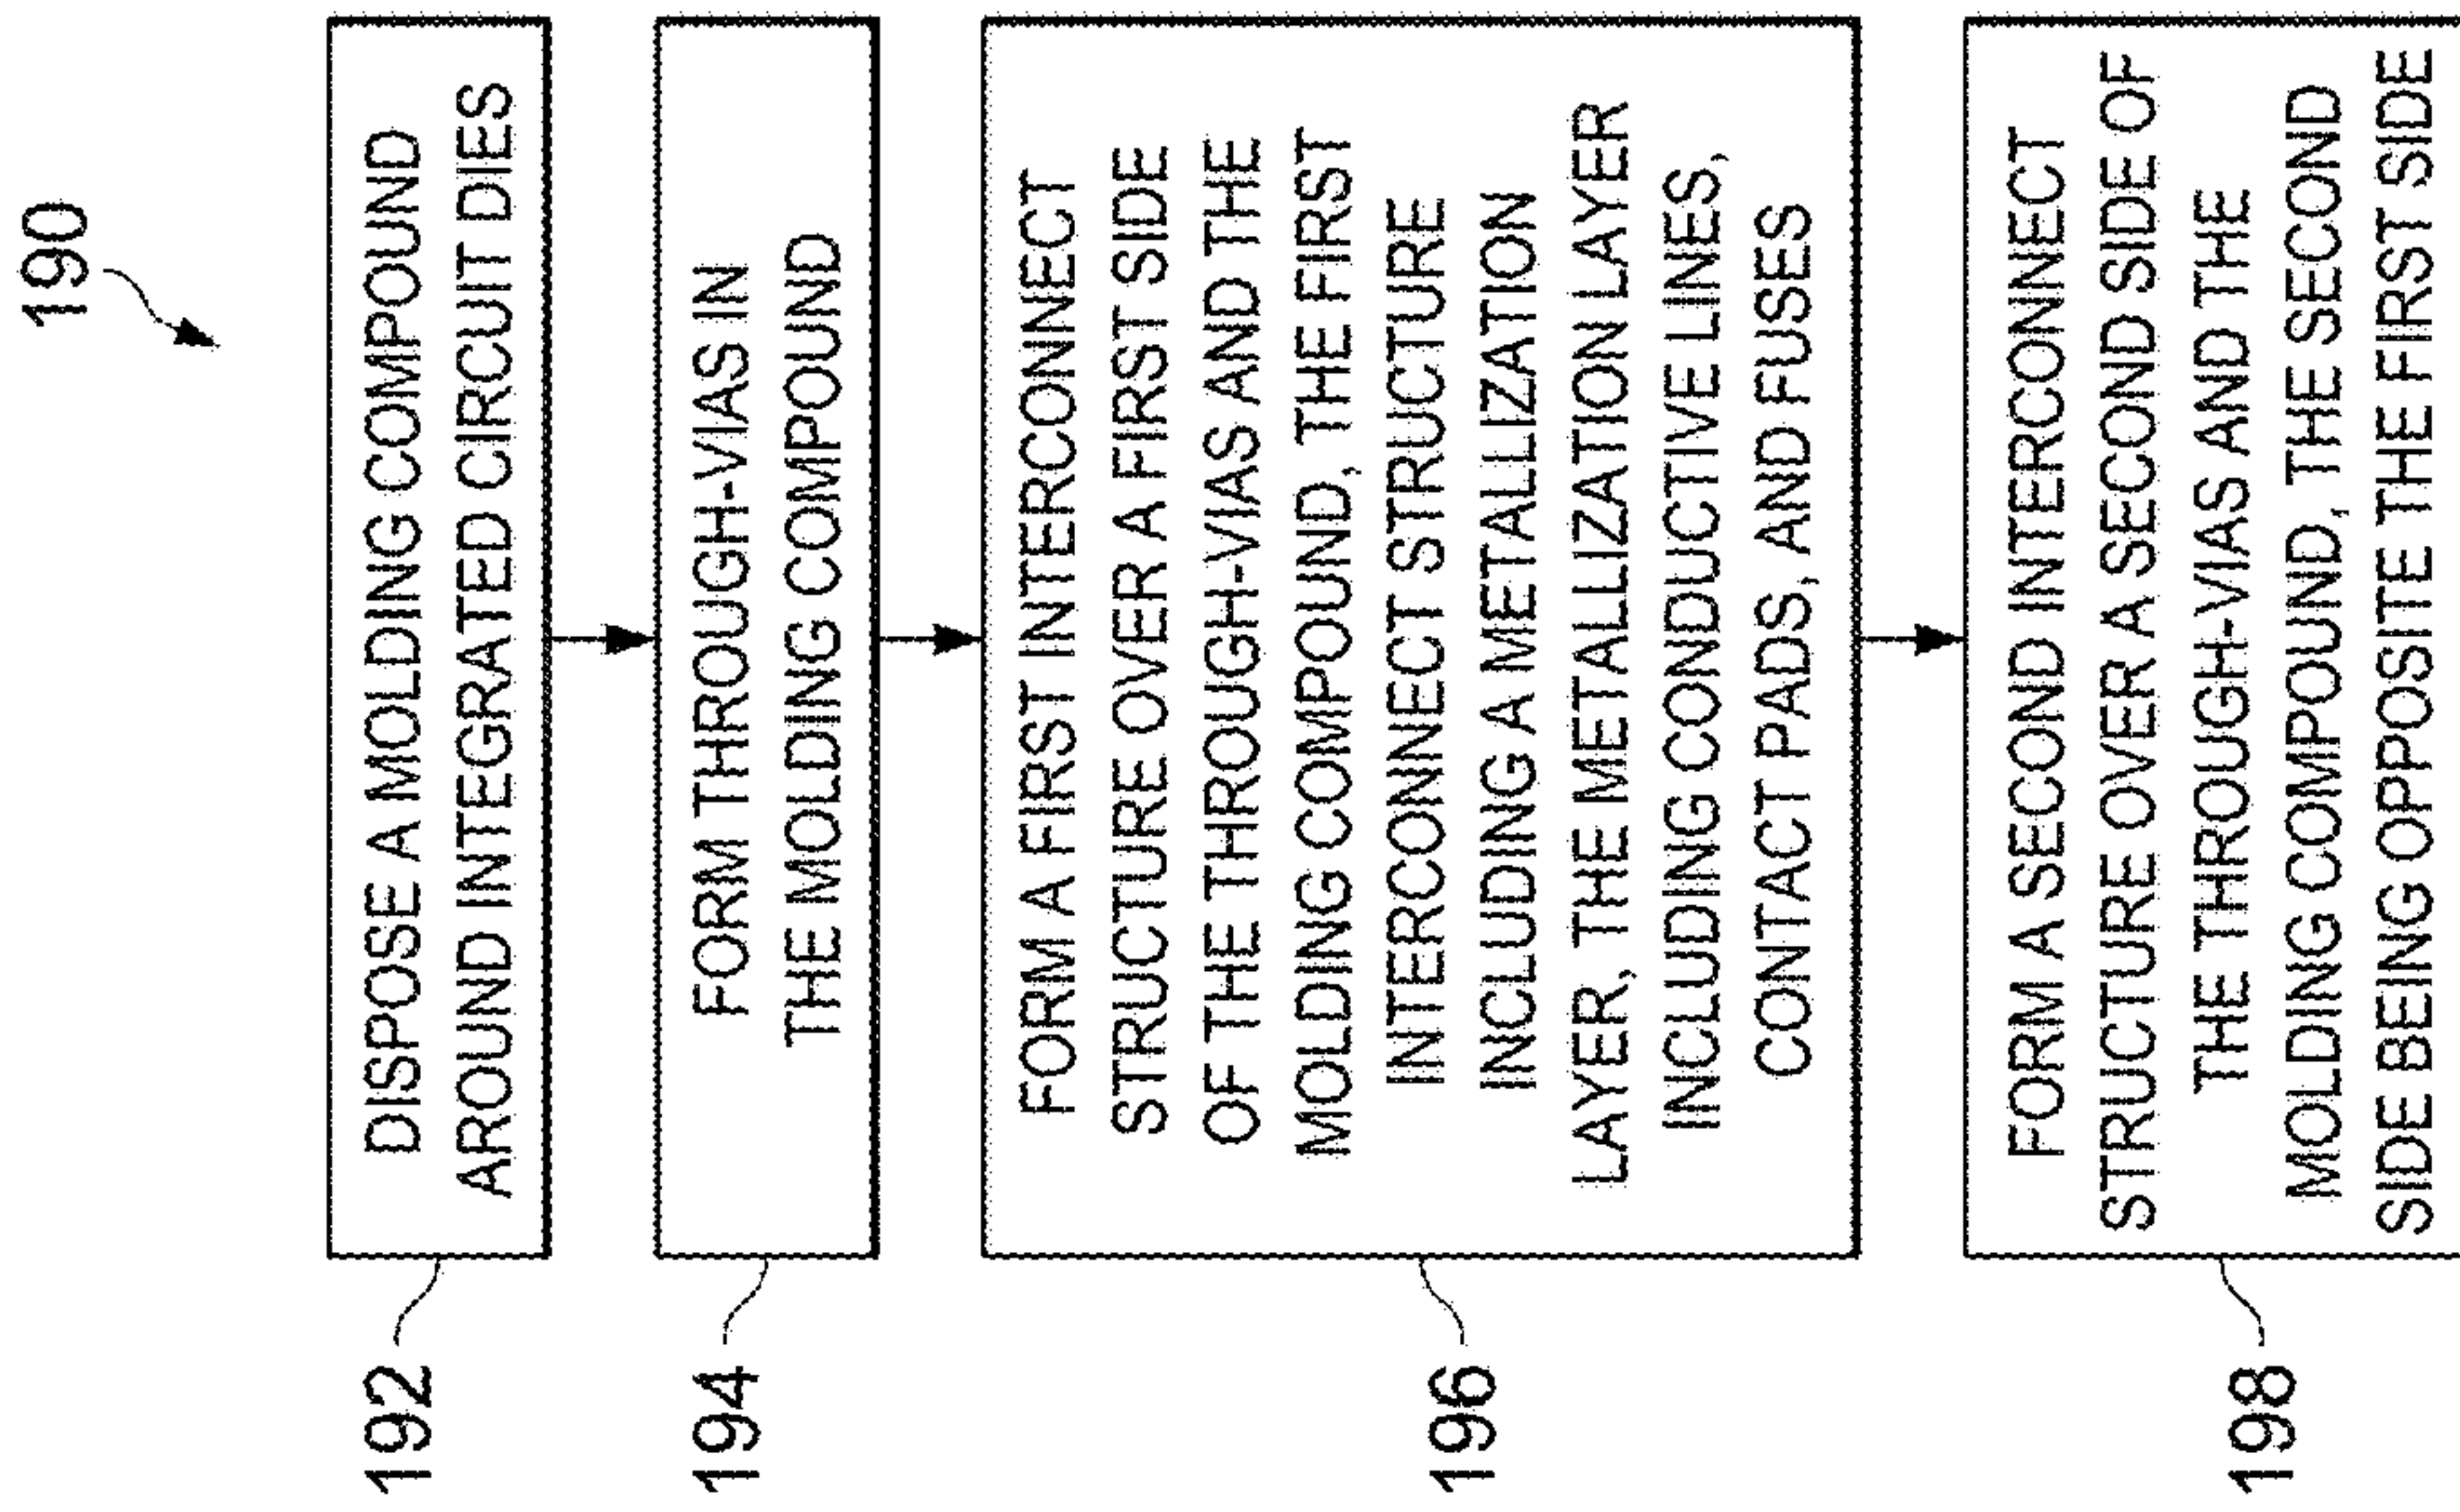 190
192
DISPOSE A MOLDING COMPOUND
AROUND INTEGRATED CIRCUIT DIES
194
FORM THROUGH-VIAS IN
THE MOLDING COMPOUND
196
FORM A FIRST INTERCONNECT
STRUCTURE OVER A FIRST SIDE
OF THE THROUGH-VIAS AND THE
MOLDING COMPOUND, THE FIRST
INTERCONNECT STRUCTURE
INCLUDING A METALLIZATION
LAYER, THE METALLIZATION LAYER
INCLUDING CONDUCTIVE LINES,
CONTACT PADS, AND FUSES
198
FORM A SECOND INTERCONNECT
STRUCTURE OVER A SECOND SIDE OF
THE THROUGH-VIAS AND THE
MOLDING COMPOUND, THE SECOND
SIDE BEING OPPOSITE THE FIRST SIDE